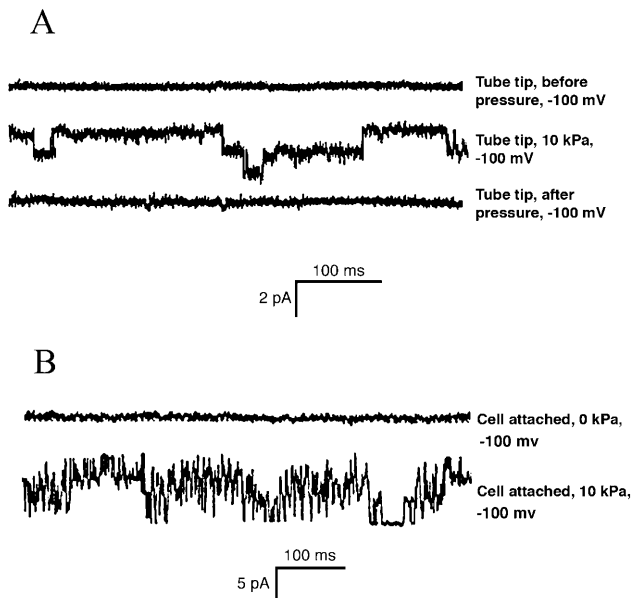 A
Tube tip, before
pressure, -100 mV
Tube tip, 10 kPa,
-100 mV
Tube tip, after
pressure, -100 mV
100 ms
2 pA
B
Cell attached, 0 kPa,
-100 mv
Cell attached, 10 kPa,
-100 mv
100 ms
5 pA